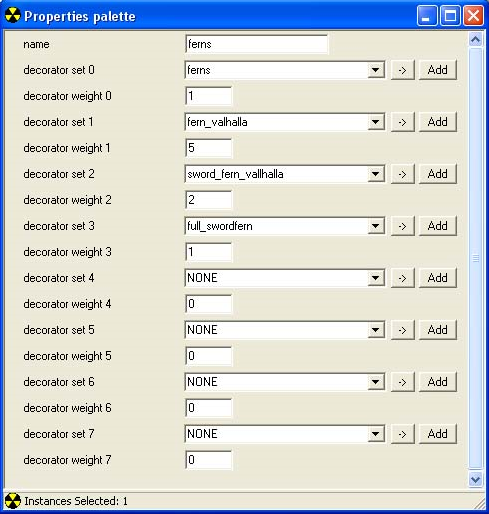 Properties palette
name ferns
decorator set 0 ferns -> Add
decorator weight 0 1
decorator set 1 fern_valhalla -> Add
decorator weight 1 5
decorator set 2 sword_fern_vallhalla -> Add
decorator weight 2 2
decorator set 3 full_swordfern -> Add
decorator weight 3 1
decorator set 4 NONE -> Add
decorator weight 4 0
decorator set 5 NONE -> Add
decorator weight 5 0
decorator set 6 NONE -> Add
decorator weight 6 0
decorator set 7 NONE -> Add
decorator weight 7 0
Instances Selected: 1